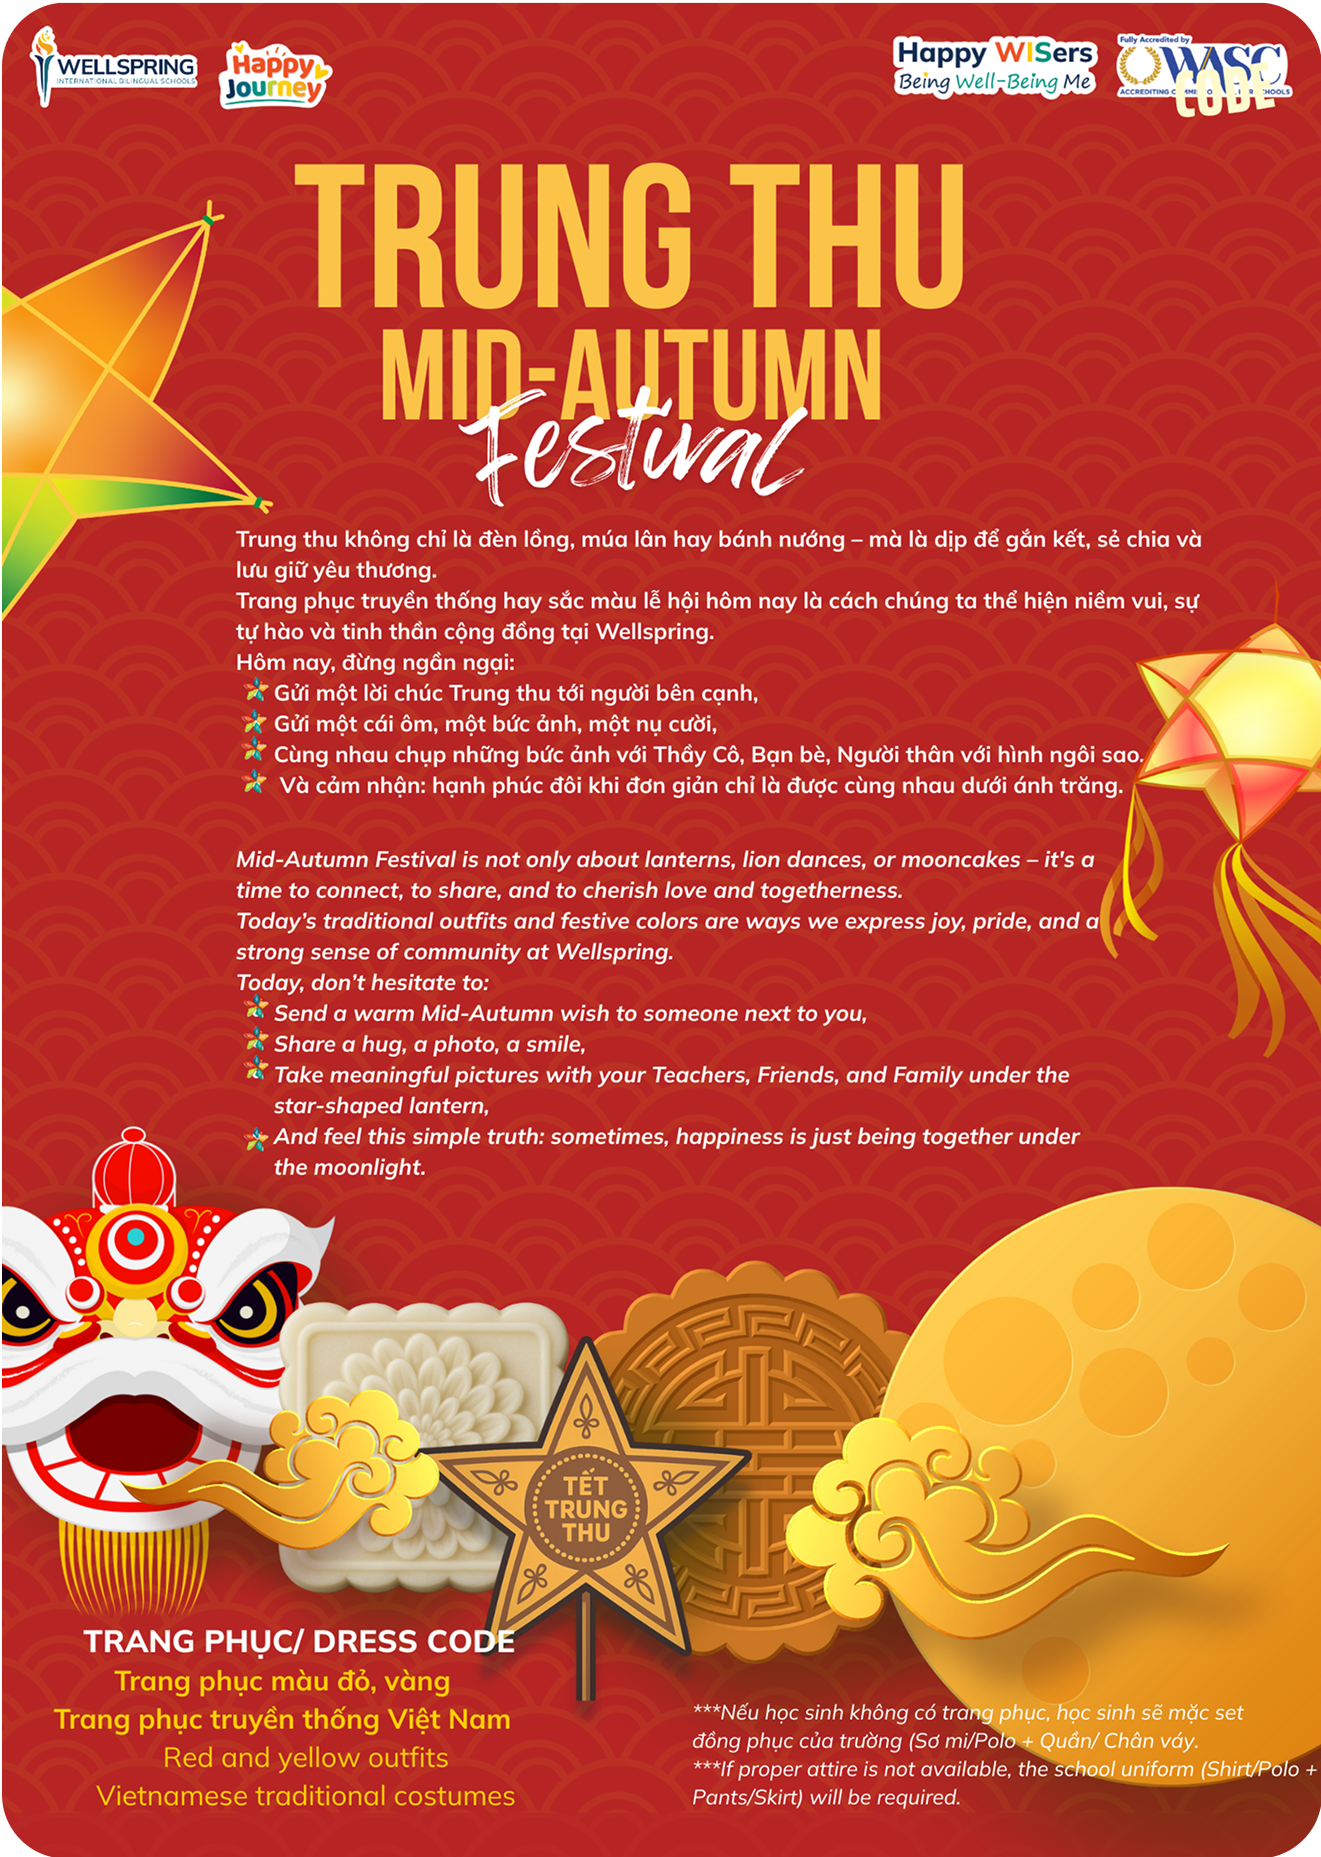 WELLSPRING
INTERNATIONAL BILINGUAL SCHOOLS
Happy
Journey
Happy WISers
Being Well-Being Me
Fully Accredited by
WASC
CODE
TRUNG THU
MID-AUTUMN
Festival
Trung thu không chỉ là đèn lồng, múa lân hay bánh nướng – mà là dịp để gắn kết, sẻ chia và
lưu giữ yêu thương.
Trang phục truyền thống hay sắc màu lễ hội hôm nay là cách chúng ta thể hiện niềm vui, sự
tự hào và tinh thần cộng đồng tại Wellspring.
Hôm nay, đừng ngần ngại:
Gửi một lời chúc Trung thu tới người bên cạnh,
Gửi một cái ôm, một bức ảnh, một nụ cười,
Cùng nhau chụp những bức ảnh với Thầy Cô, Bạn bè, Người thân với hình ngôi sao.
Và cảm nhận: hạnh phúc đôi khi đơn giản chỉ là được cùng nhau dưới ánh trăng.
Mid-Autumn Festival is not only about lanterns, lion dances, or mooncakes – it's a
time to connect, to share, and to cherish love and togetherness.
Today’s traditional outfits and festive colors are ways we express joy, pride, and a
strong sense of community at Wellspring.
Today, don’t hesitate to:
Send a warm Mid-Autumn wish to someone next to you,
Share a hug, a photo, a smile,
Take meaningful pictures with your Teachers, Friends, and Family under the
star-shaped lantern,
And feel this simple truth: sometimes, happiness is just being together under
the moonlight.
TẾT
TRUNG
THU
TRANG PHỤC/ DRESS CODE
Trang phục màu đỏ, vàng
Trang phục truyền thống Việt Nam
Red and yellow outfits
Vietnamese traditional costumes
***Nếu học sinh không có trang phục, học sinh sẽ mặc set
đồng phục của trường (Sơ mi/Polo + Quần/ Chân váy.
***If proper attire is not available, the school uniform (Shirt/Polo +
Pants/Skirt) will be required.